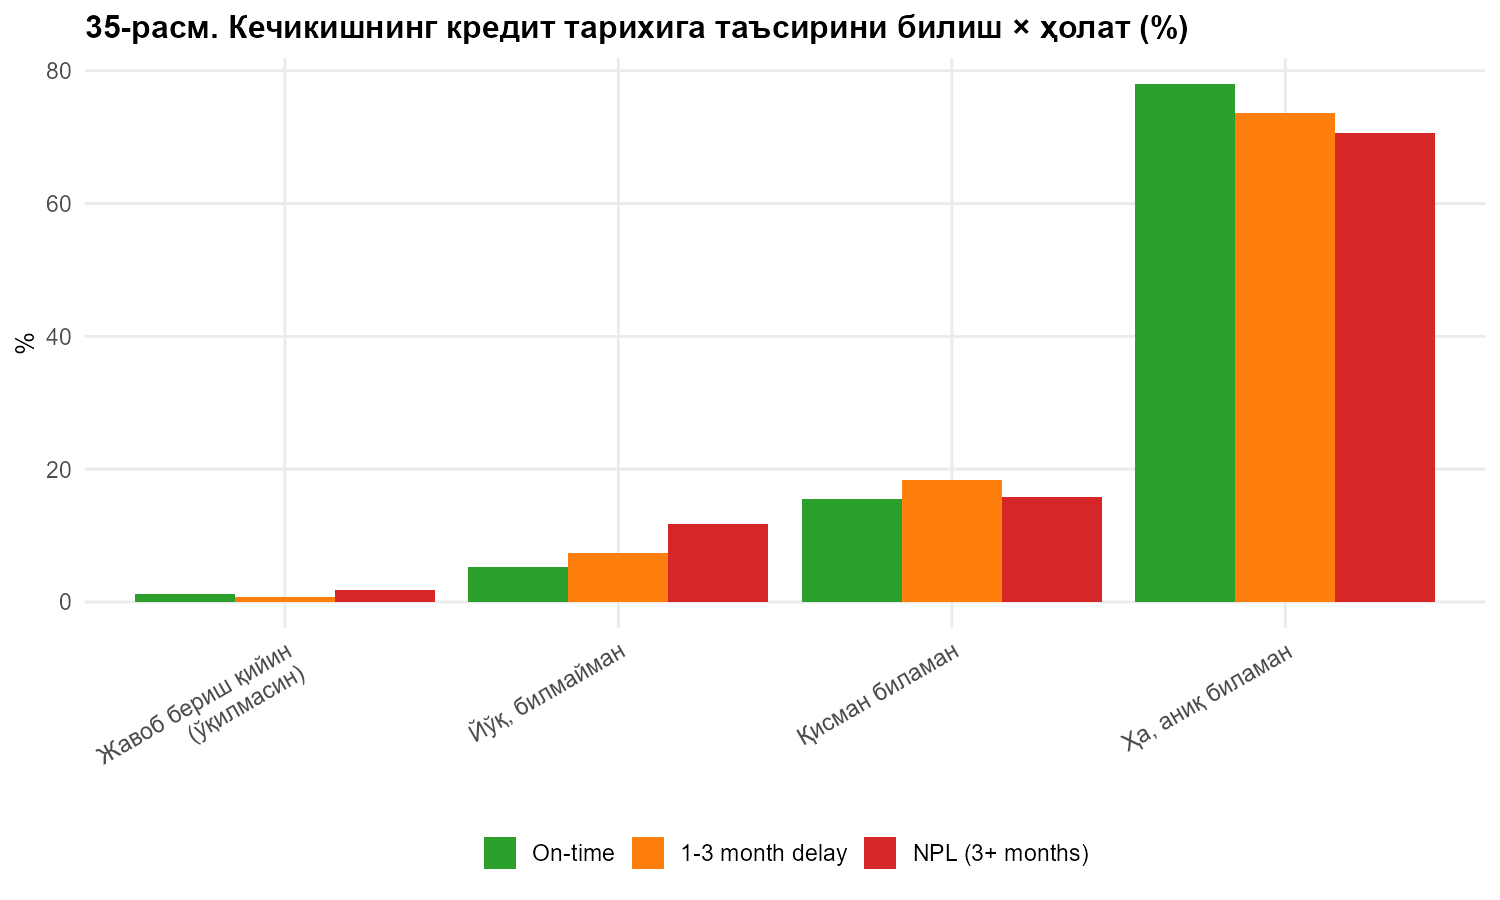 35-расм. Кечикишнинг кредит тарихига таъсирини билиш × ҳолат (%)
80
60
40
20
0
%
Жавоб бериш қийин
(ўқилмасин)
Йўқ, билмайман
Қисман биламан
Ҳа, аниқ биламан
On-time
1-3 month delay
NPL (3+ months)